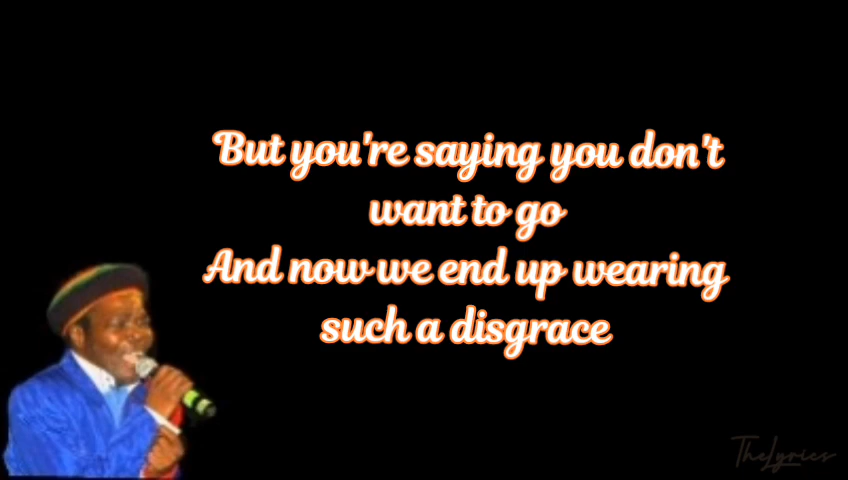 But you're saying you don't
want to go
And now we end up wearing
such a disgrace
TheLyrics